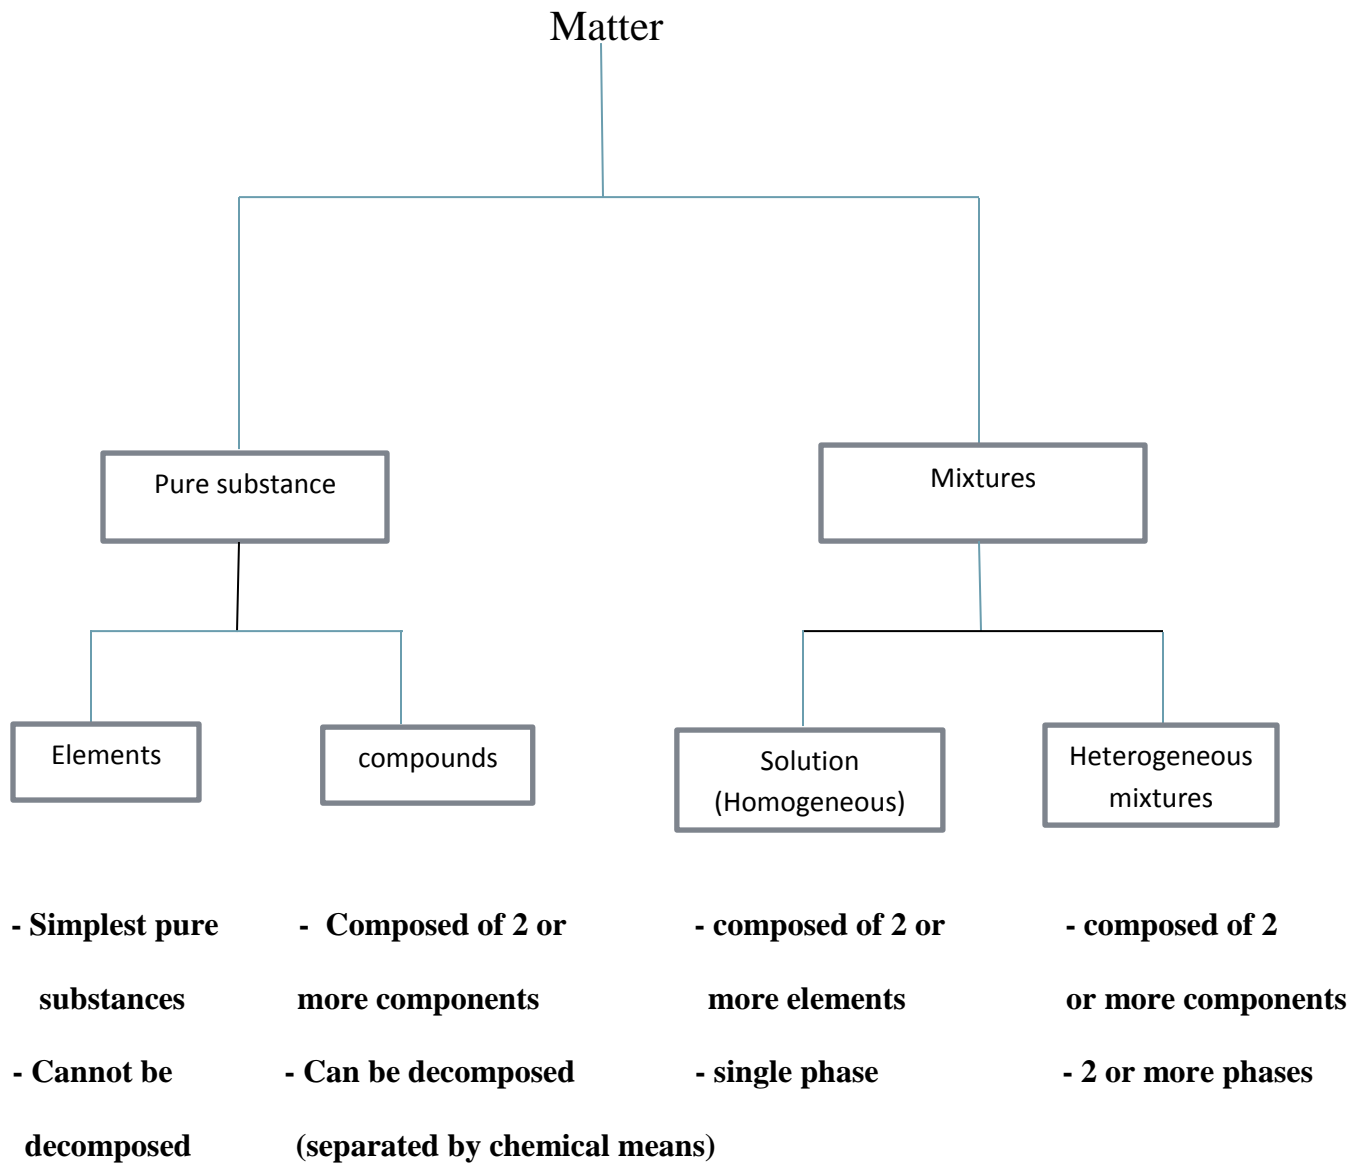 Matter
Pure substance
Mixtures
Elements
compounds
Solution
(Homogeneous)
Heterogeneous
mixtures
- Simplest pure
substances
- Cannot be
decomposed
- Composed of 2 or
more components
- Can be decomposed
(separated by chemical means)
- composed of 2 or
more elements
- single phase
- composed of 2
or more components
- 2 or more phases